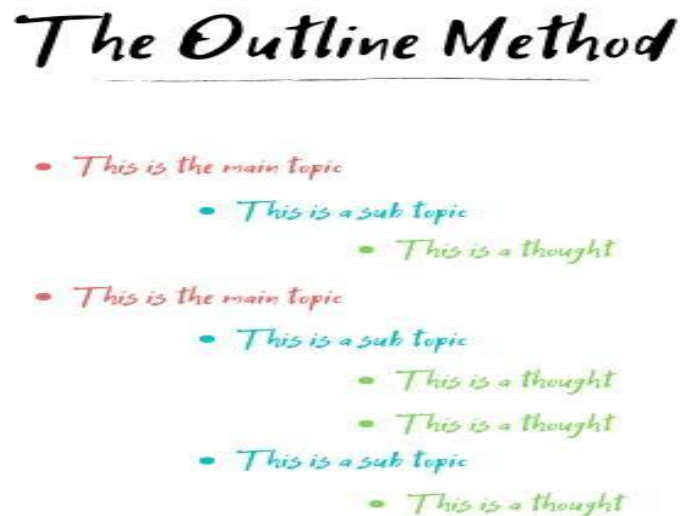 The Outline Method
• This is the main topic
• This is a sub topic
• This is a thought
• This is the main topic
• This is a sub topic
• This is a thought
• This is a thought
• This is a sub topic
• This is a thought